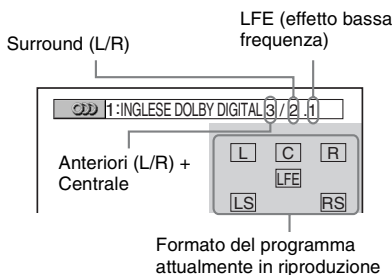 LFE (effetto bassa
frequenza)
Surround (L/R)
1:INGLESE DOLBY DIGITAL 3 / 2 .1
Anteriori (L/R) +
Centrale
L C R
LFE
LS RS
Formato del programma
attualmente in riproduzione